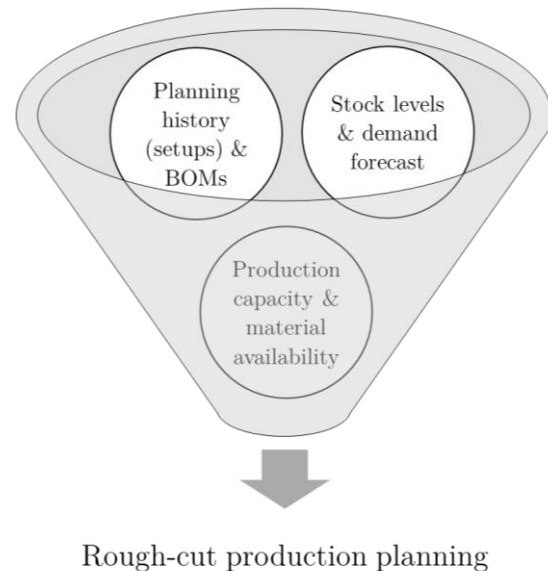 Planning
history
(setups) &
BOMs
Stock levels
& demand
forecast
Production
capacity &
material
availability
Rough-cut production planning